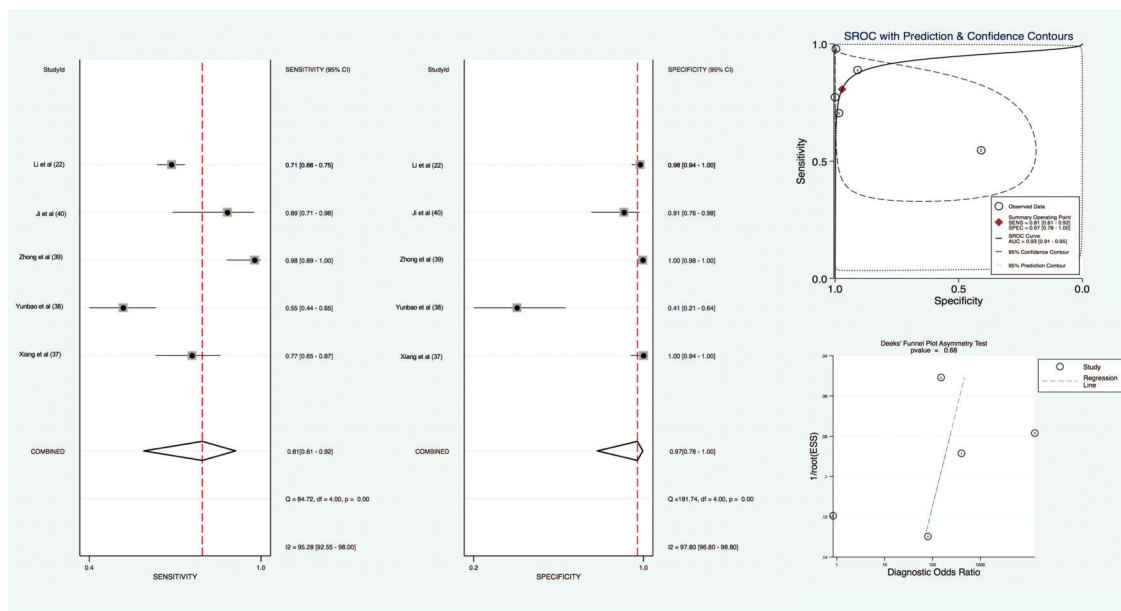 StudyId
SENSITIVITY (95% CI)
Li et al (22)
0.71 [0.66 - 0.75]
Ji et al (40)
0.89 [0.71 - 0.98]
Zhong et al (39)
0.98 [0.89 - 1.00]
Yunbao et al (38)
0.55 [0.44 - 0.65]
Xiang et al (37)
0.77 [0.65 - 0.87]
COMBINED
0.81[0.61 - 0.92]
Q = 84.72, df = 4.00, p = 0.00
I2 = 95.28 [92.55 - 98.00]
0.4
1.0
SENSITIVITY
StudyId
SPECIFICITY (95% CI)
Li et al (22)
0.98 [0.94 - 1.00]
Ji et al (40)
0.91 [0.76 - 0.98]
Zhong et al (39)
1.00 [0.98 - 1.00]
Yunbao et al (38)
0.41 [0.21 - 0.64]
Xiang et al (37)
1.00 [0.94 - 1.00]
COMBINED
0.97[0.78 - 1.00]
Q =181.74, df = 4.00, p = 0.00
I2 = 97.80 [96.80 - 98.80]
0.2
1.0
SPECIFICITY
SROC with Prediction & Confidence Contours
1.0
0.5
0.0
Sensitivity
1.0
0.5
0.0
Specificity
Observed Data
Summary Operating Point
SENS = 0.81 [0.61 - 0.92]
SPEC = 0.97 [0.78 - 1.00]
SROC Curve
AUC = 0.93 [0.91 - 0.95]
95% Confidence Contour
95% Prediction Contour
Deeks' Funnel Plot Asymmetry Test
pvalue = 0.68
Study
Regression
Line
1/root(ESS)
.04
.06
.08
.1
.12
.14
1
10
100
1000
Diagnostic Odds Ratio